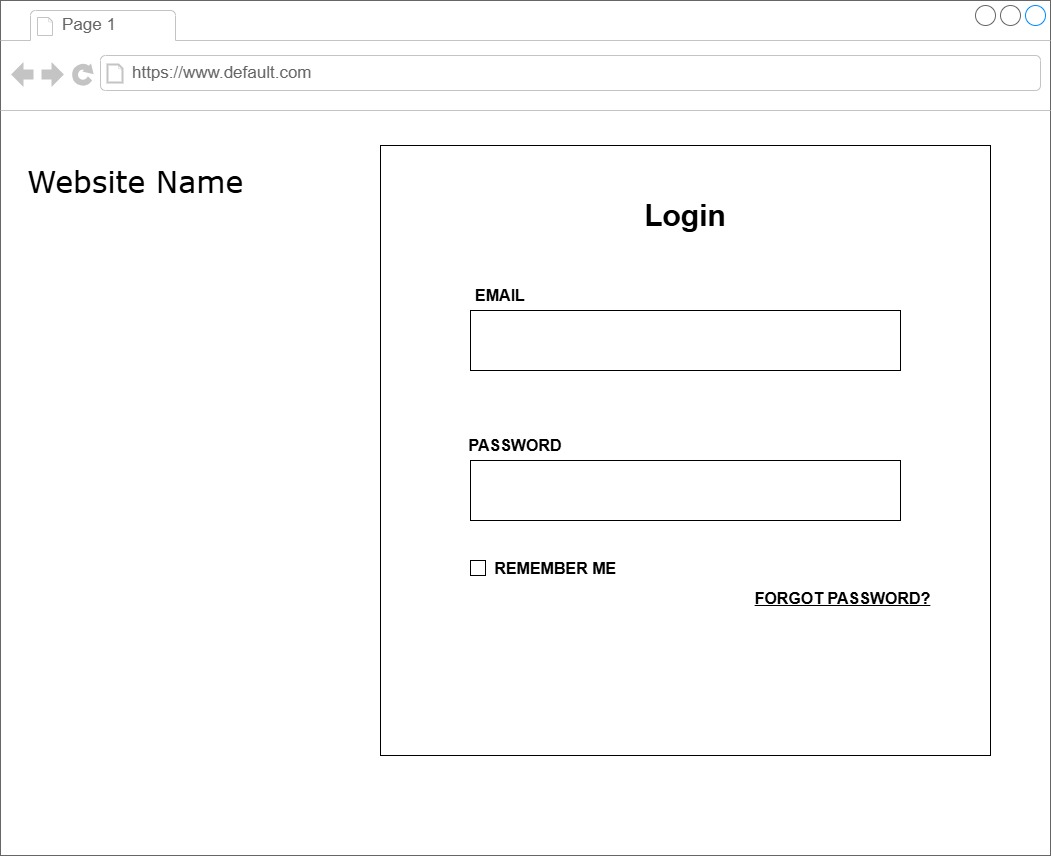 Page 1
https://www.default.com
Website Name
Login
EMAIL
PASSWORD
REMEMBER ME
FORGOT PASSWORD?